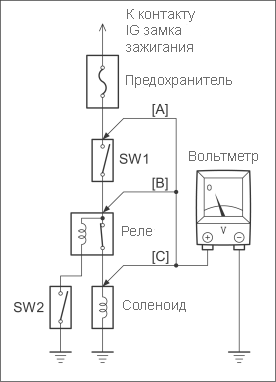 К контакту
IG замка
зажигания
Предохранитель
[A]
SW1
Вольтметр
0
[B]
V
Реле
+
−
[C]
SW2
Соленоид